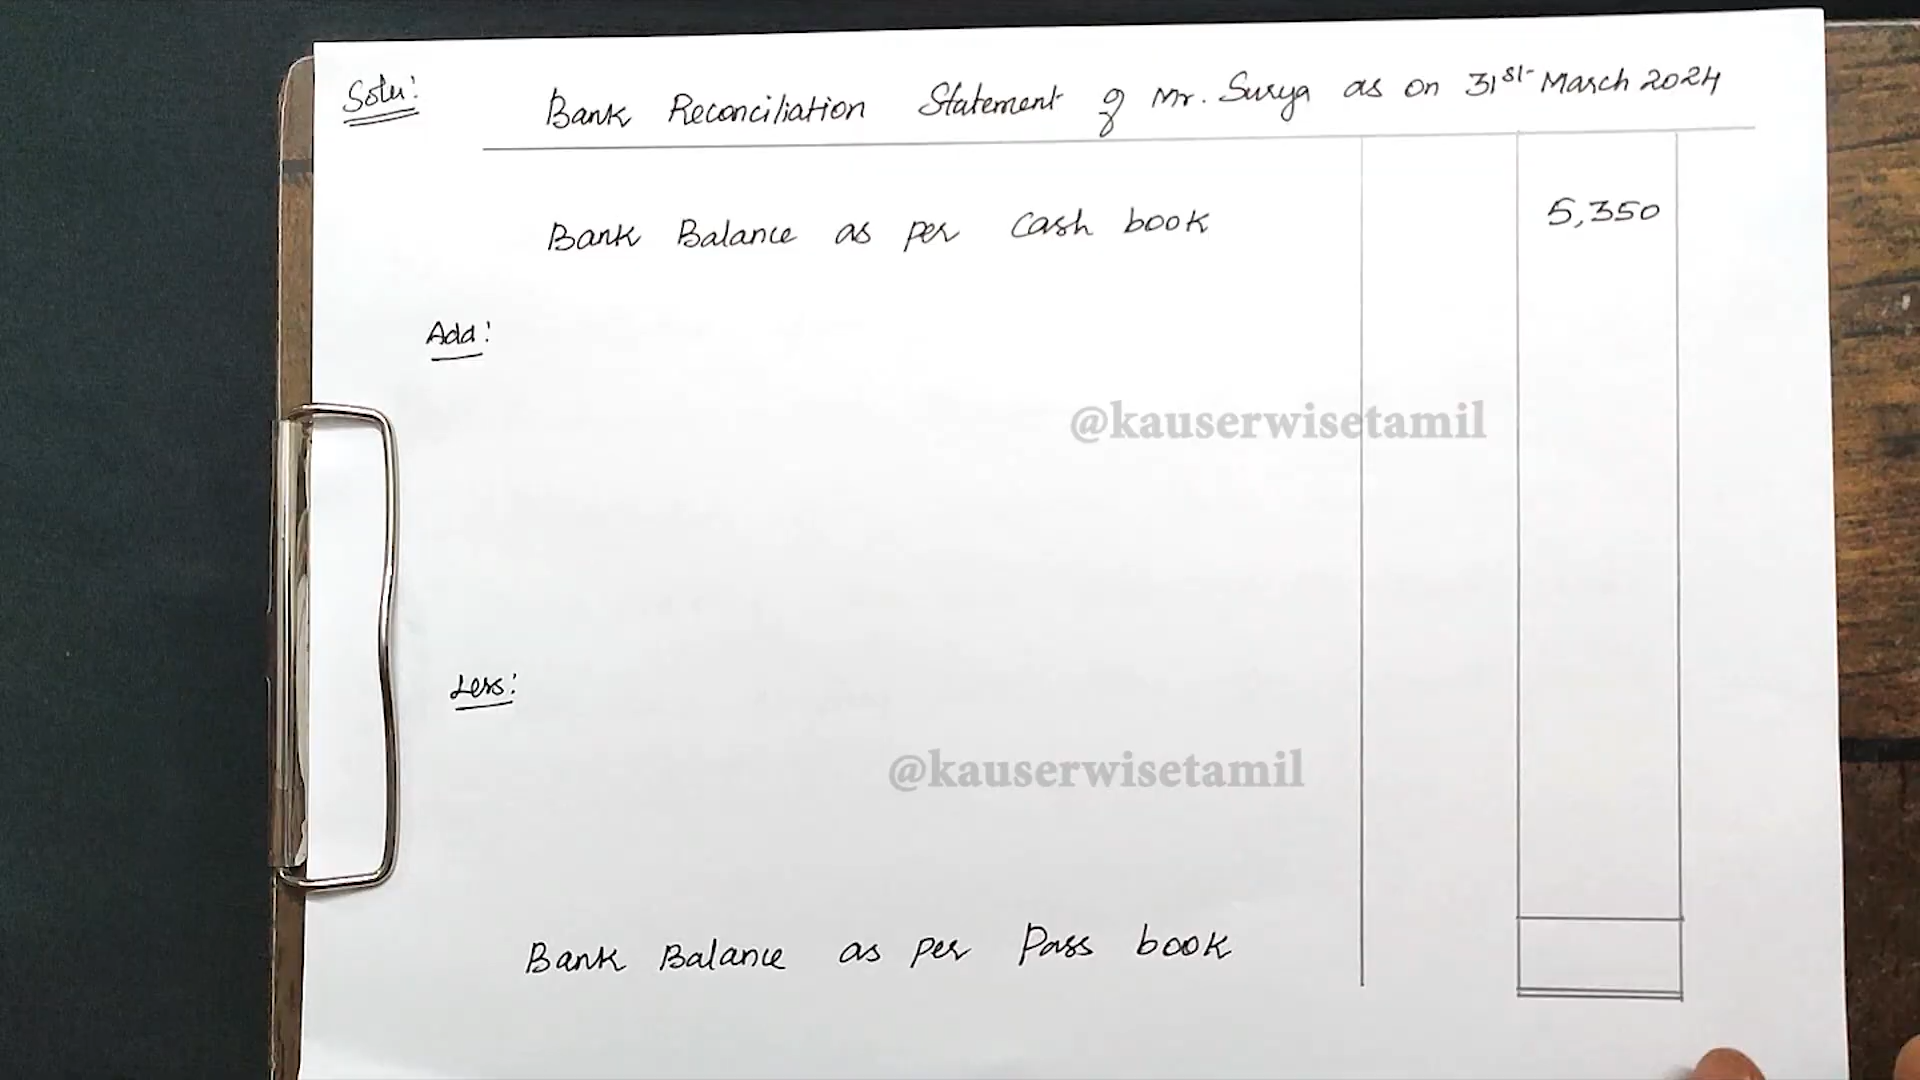 Soln:
Bank Reconciliation Statement of Mr. Surya as on 31st March 2024
Bank Balance as per Cash book 5,350
Add:
@kauserwisetamil
Less:
@kauserwisetamil
Bank Balance as per Pass book